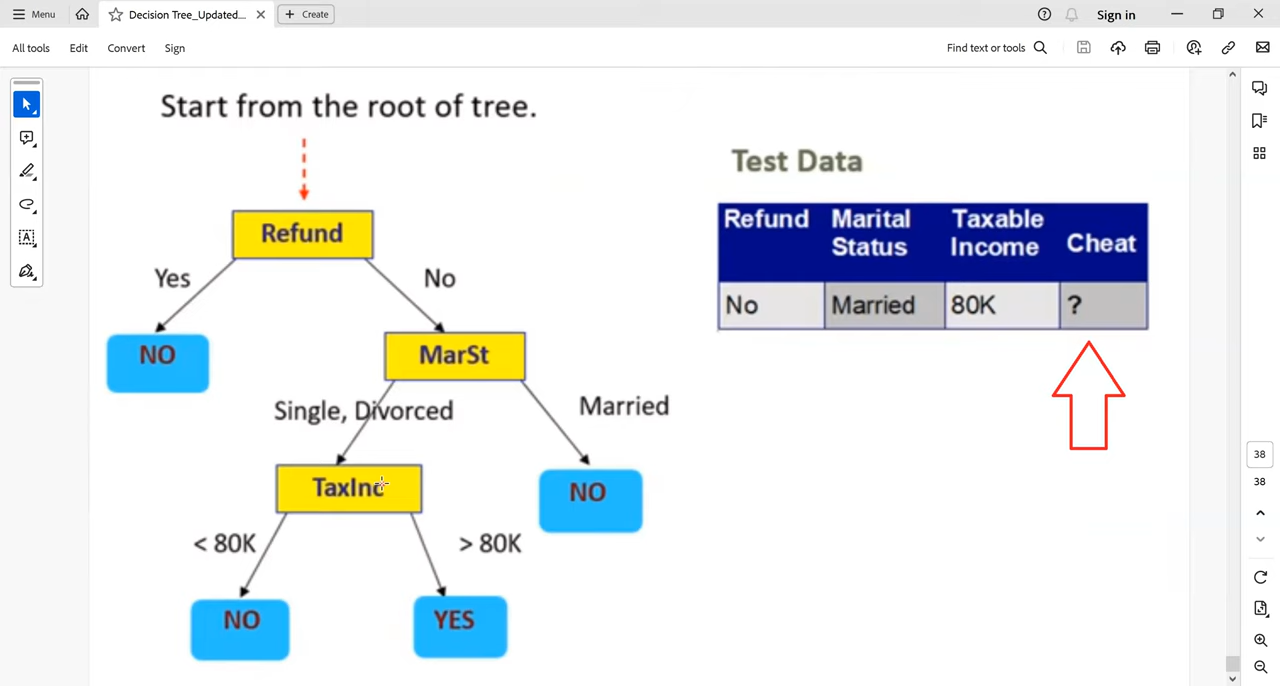 Menu
Decision Tree_Updated...
Create
Sign in
All tools
Edit
Convert
Sign
Find text or tools
Start from the root of tree.
Refund
Yes
No
NO
MarSt
Single, Divorced
Married
TaxInc
NO
< 80K
> 80K
NO
YES
Test Data
Refund Marital Status Taxable Income Cheat
No Married 80K ?
38
38